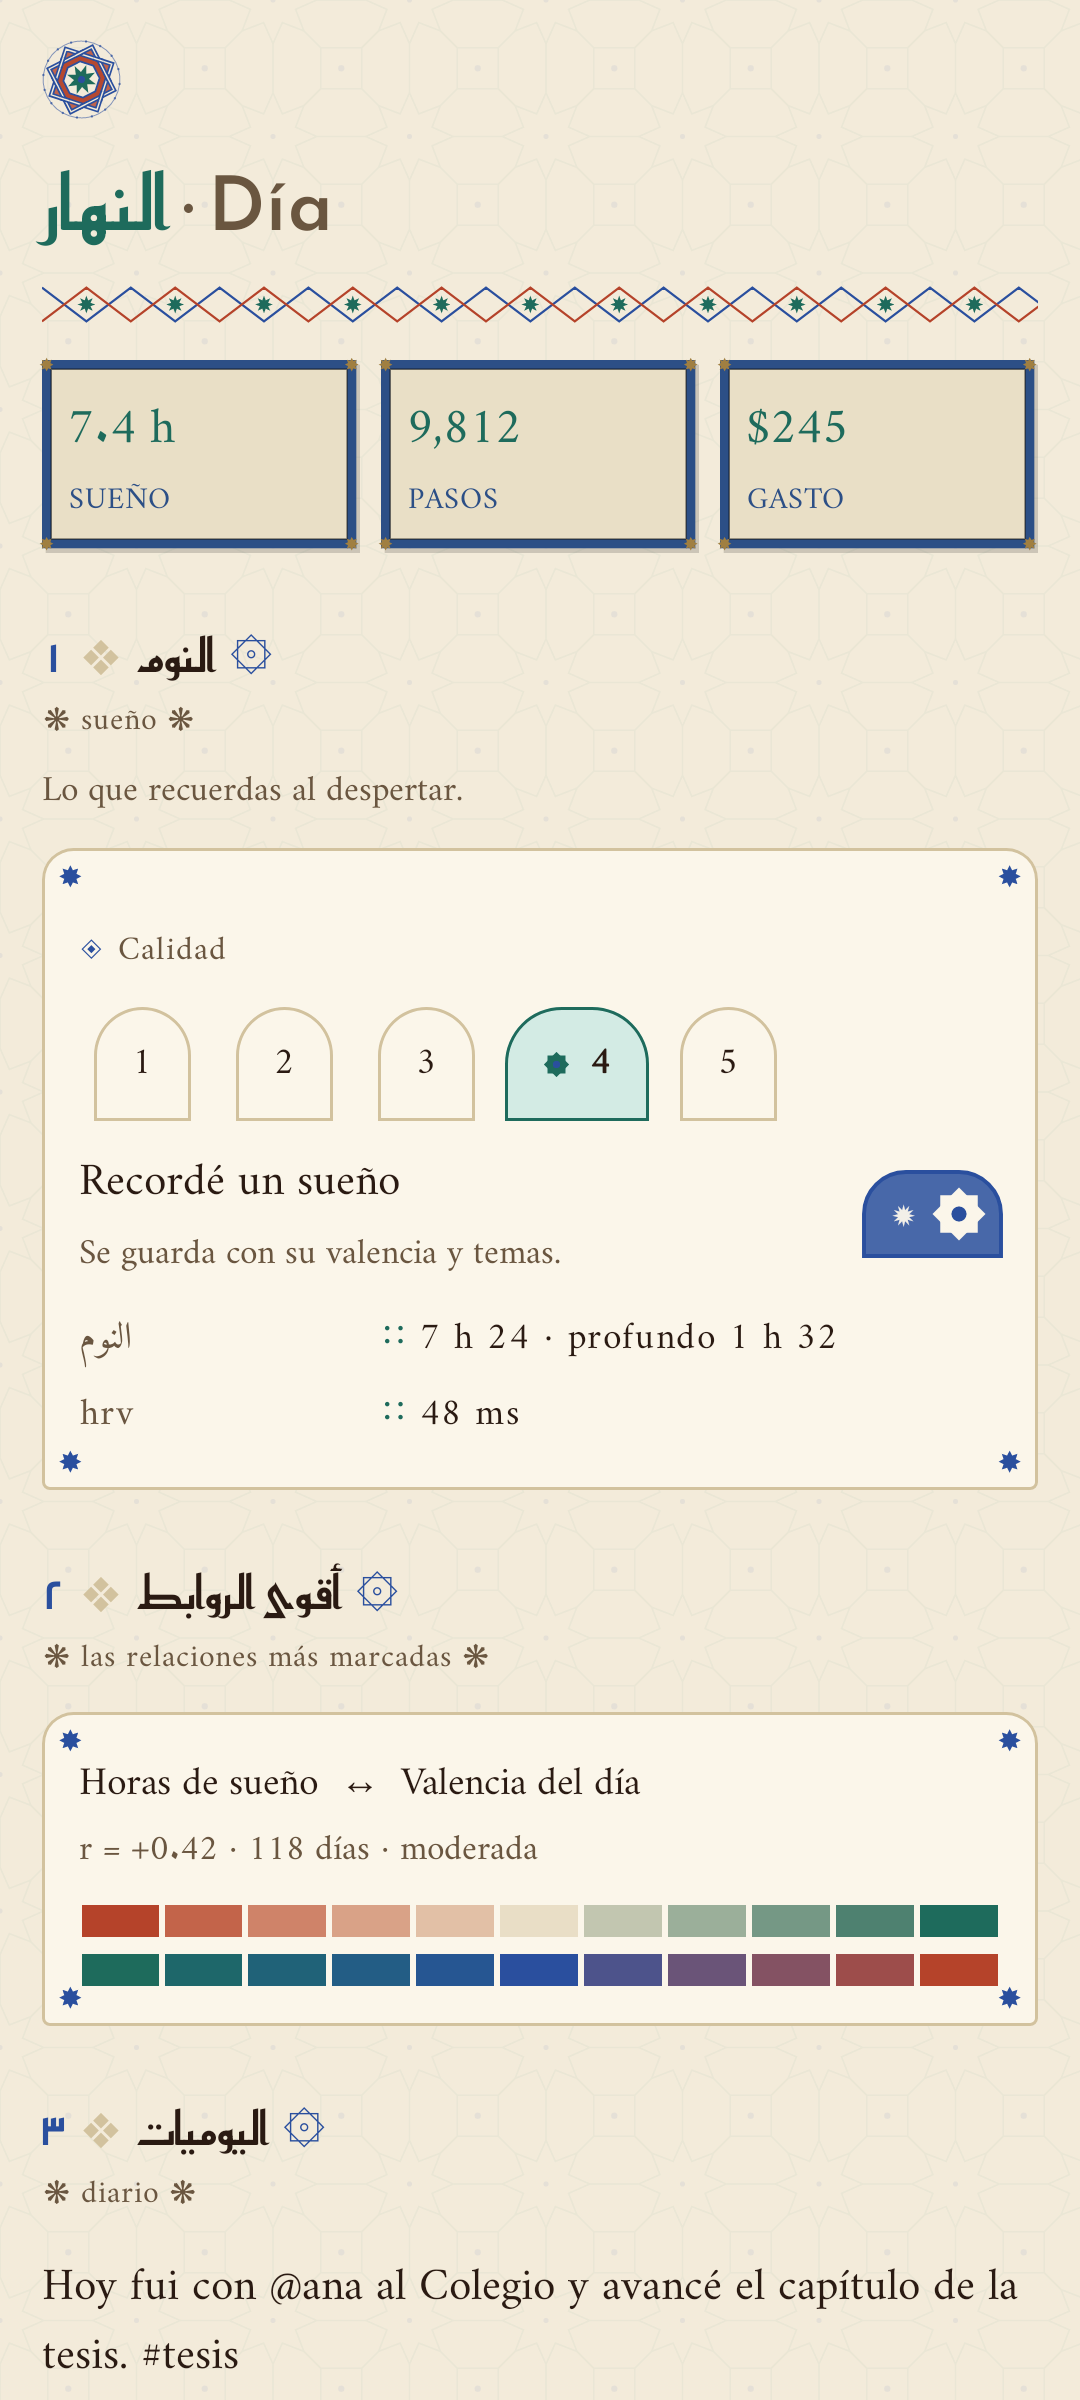 النهار · Día
7.4 h
SUEÑO
9,812
PASOS
$245
GASTO
١ ❖ النوم
❋ sueño ❋
Lo que recuerdas al despertar.
Calidad
1 2 3 4 5
Recordé un sueño
Se guarda con su valencia y temas.
النوم ∷ 7 h 24 · profundo 1 h 32
hrv ∷ 48 ms
٢ ❖ أقوى الروابط
❋ las relaciones más marcadas ❋
Horas de sueño ↔ Valencia del día
r = +0.42 · 118 días · moderada
٣ ❖ اليوميات
❋ diario ❋
Hoy fui con @ana al Colegio y avancé el capítulo de la
tesis. #tesis